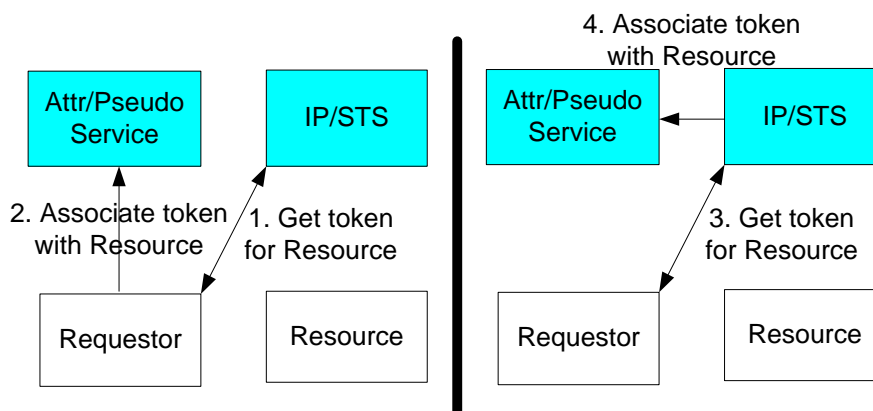 Attr/Pseudo
Service
IP/STS
2. Associate token
with Resource
1. Get token
for Resource
Requestor
Resource
4. Associate token
with Resource
Attr/Pseudo
Service
IP/STS
3. Get token
for Resource
Requestor
Resource